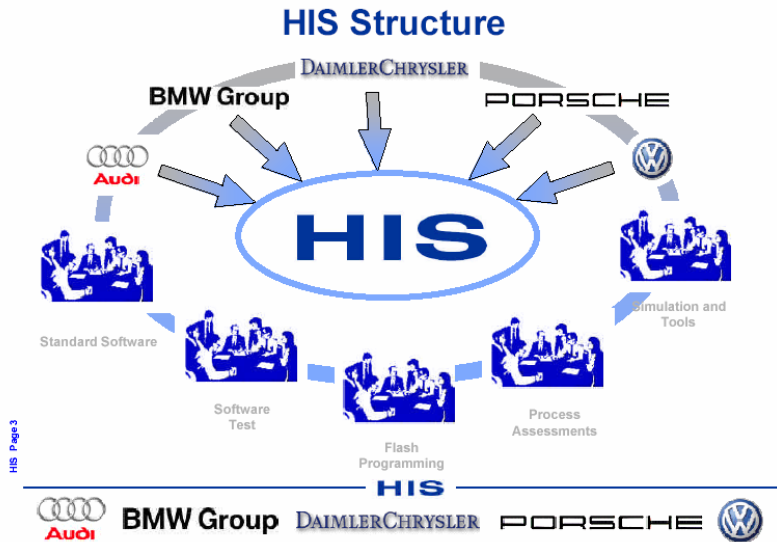 HIS Structure
DAIMLERCHRYSLER
BMW Group
PORSCHE
Audi
HIS
Standard Software
Software
Test
Flash
Programming
Process
Assessments
Simulation and
Tools
HIS Page 3
HIS
Audi
BMW Group
DAIMLERCHRYSLER
PORSCHE